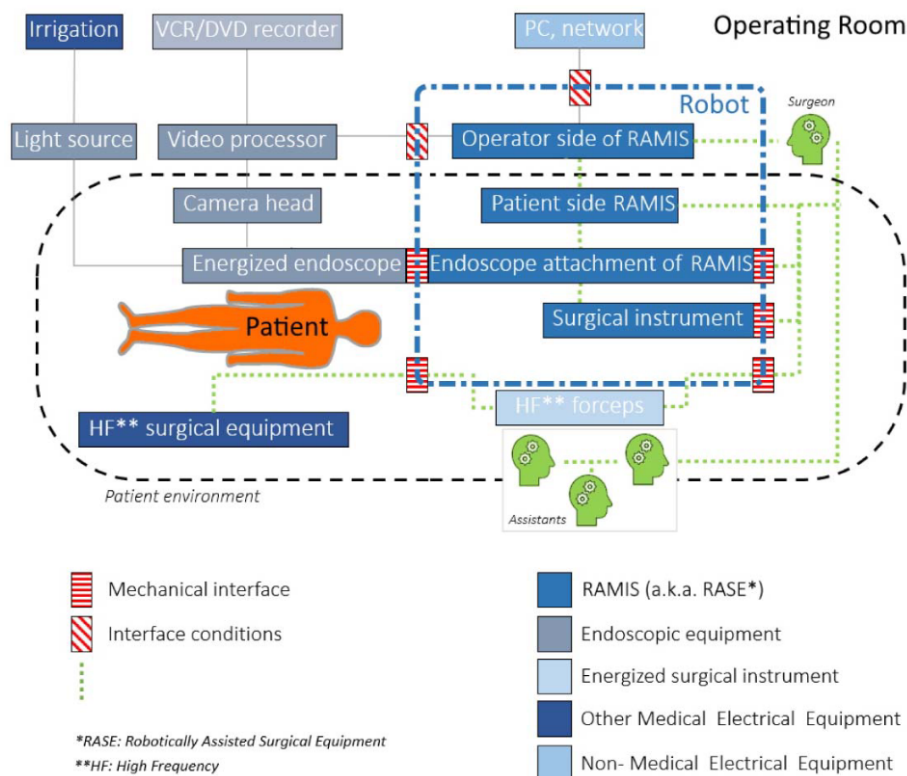 Irrigation
VCR/DVD recorder
PC, network
Operating Room
Robot
Surgeon
Light source
Video processor
Operator side of RAMIS
Camera head
Patient side RAMIS
Energized endoscope
Endoscope attachment of RAMIS
Patient
Surgical instrument
HF** forceps
HF** surgical equipment
Patient environment
Assistants
Mechanical interface
Interface conditions
*RASE: Robotically Assisted Surgical Equipment
**HF: High Frequency
RAMIS (a.k.a. RASE*)
Endoscopic equipment
Energized surgical instrument
Other Medical Electrical Equipment
Non- Medical Electrical Equipment